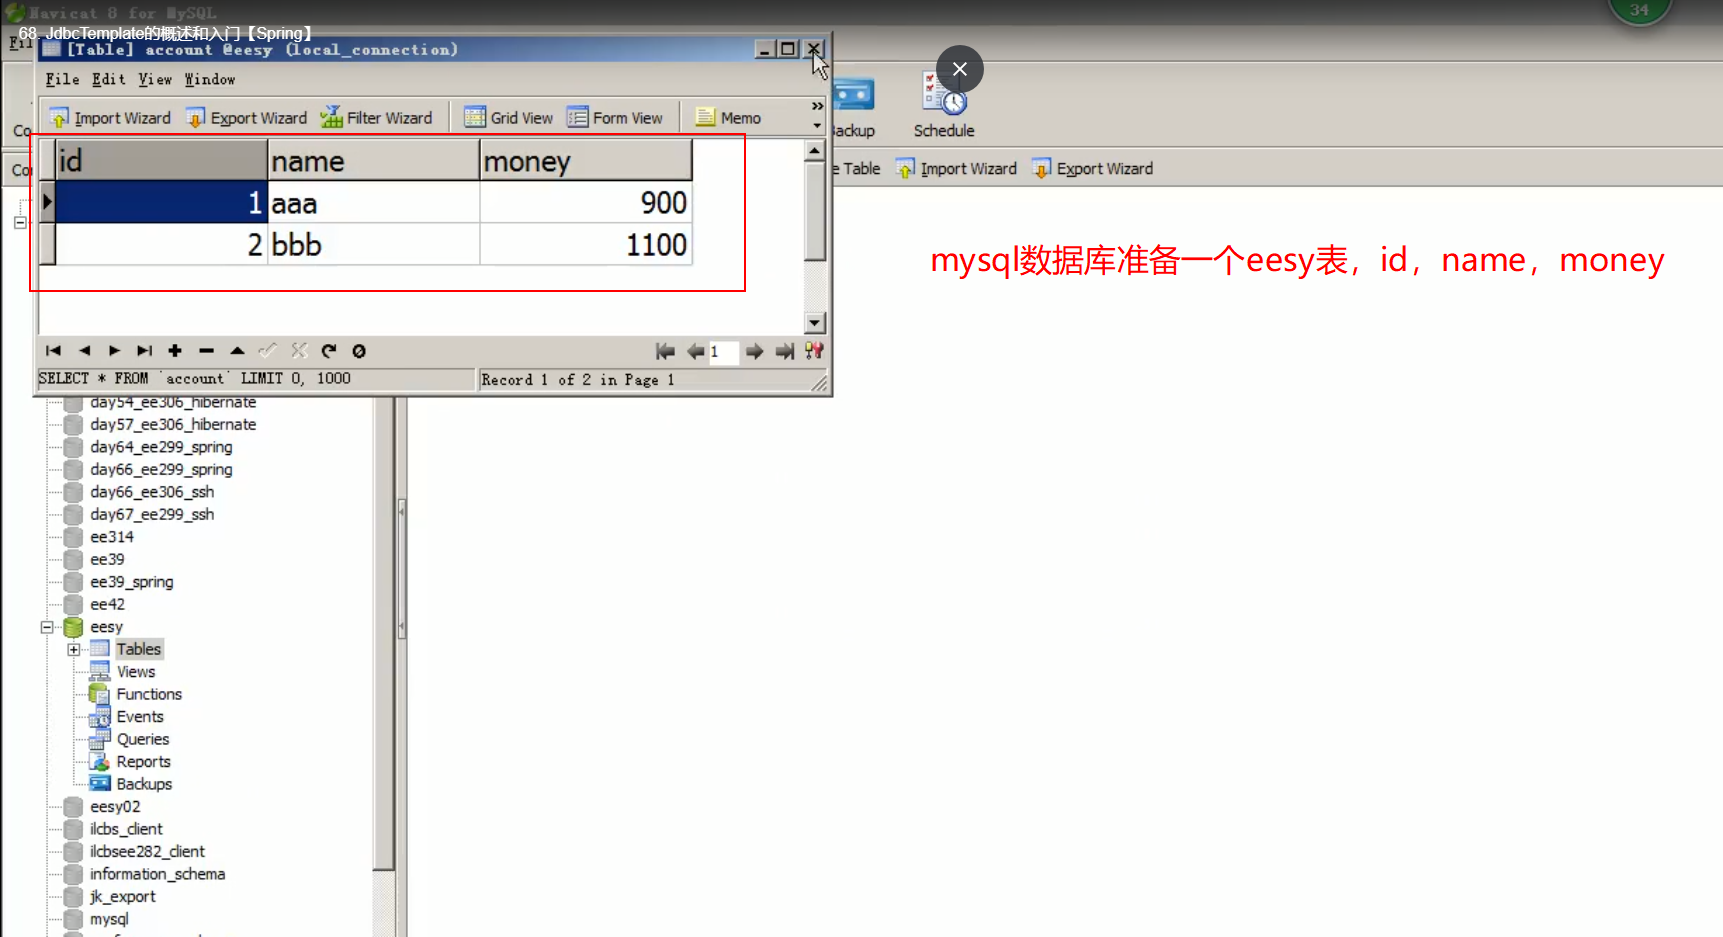 Navicat 8 for MySQL
34
68. JdbcTemplate的概述和入门【Spring】
[Table] account @eesy (local_connection)
File Edit View Window
Import Wizard Export Wizard Filter Wizard Grid View Form View Memo
Backup
Schedule
id name money
1 aaa 900
2 bbb 1100
e Table Import Wizard Export Wizard
mysql数据库准备一个eesy表，id，name，money
1
SELECT * FROM `account` LIMIT 0, 1000
Record 1 of 2 in Page 1
day54_ee306_hibernate
day57_ee306_hibernate
day64_ee299_spring
day66_ee299_spring
day66_ee306_ssh
day67_ee299_ssh
ee314
ee39
ee39_spring
ee42
eesy
Tables
Views
Functions
Events
Queries
Reports
Backups
eesy02
ilcbs_client
ilcbsee282_client
information_schema
jk_export
mysql